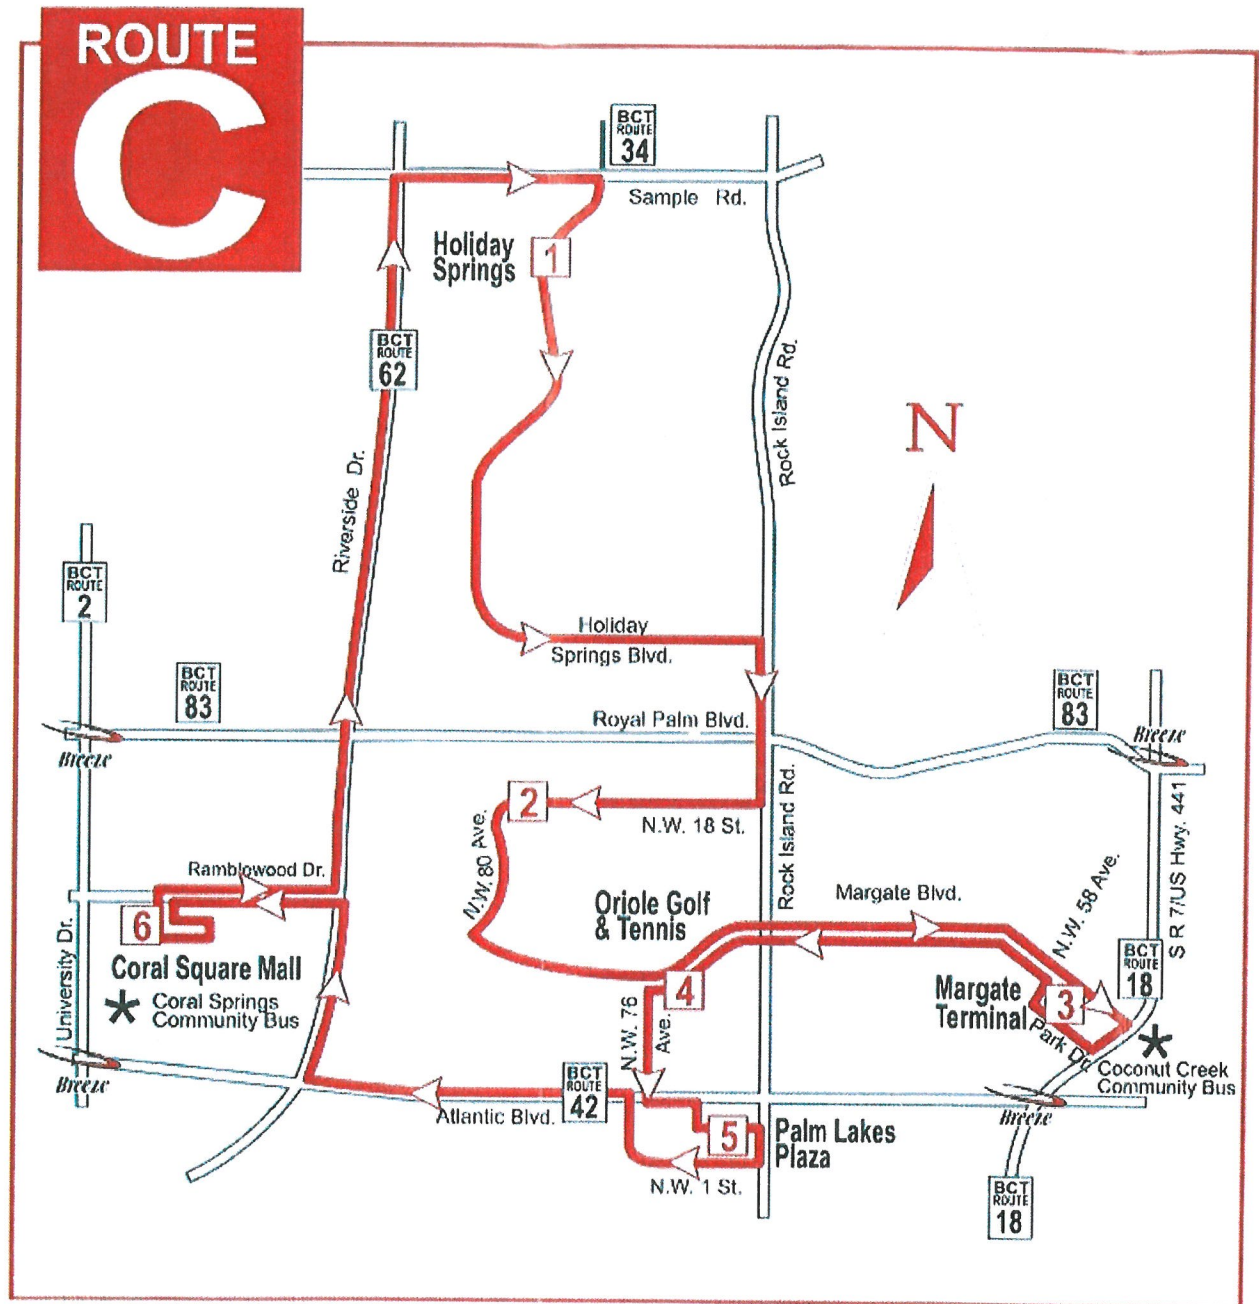 ROUTE
C
BCT
ROUTE
34
Sample Rd.
Holiday
Springs
1
BCT
ROUTE
62
Rock Island Rd.
N
Riverside Dr.
BCT
ROUTE
2
Holiday
Springs Blvd.
BCT
ROUTE
83
BCT
ROUTE
83
Royal Palm Blvd.
Breeze
Breeze
2
N.W. 18 St.
N.W. 80 Ave.
Rock Island Rd.
S R 7/US Hwy. 441
Ramblewood Dr.
Margate Blvd.
N.W. 58 Ave.
Oriole Golf
& Tennis
6
University Dr.
Coral Square Mall
Coral Springs
Community Bus
4
3
Margate
Terminal
BCT
ROUTE
18
Park Dr.
N.W. 76
Ave.
Coconut Creek
Community Bus
Breeze
BCT
ROUTE
42
Atlantic Blvd.
Breeze
5
Palm Lakes
Plaza
N.W. 1 St.
BCT
ROUTE
18